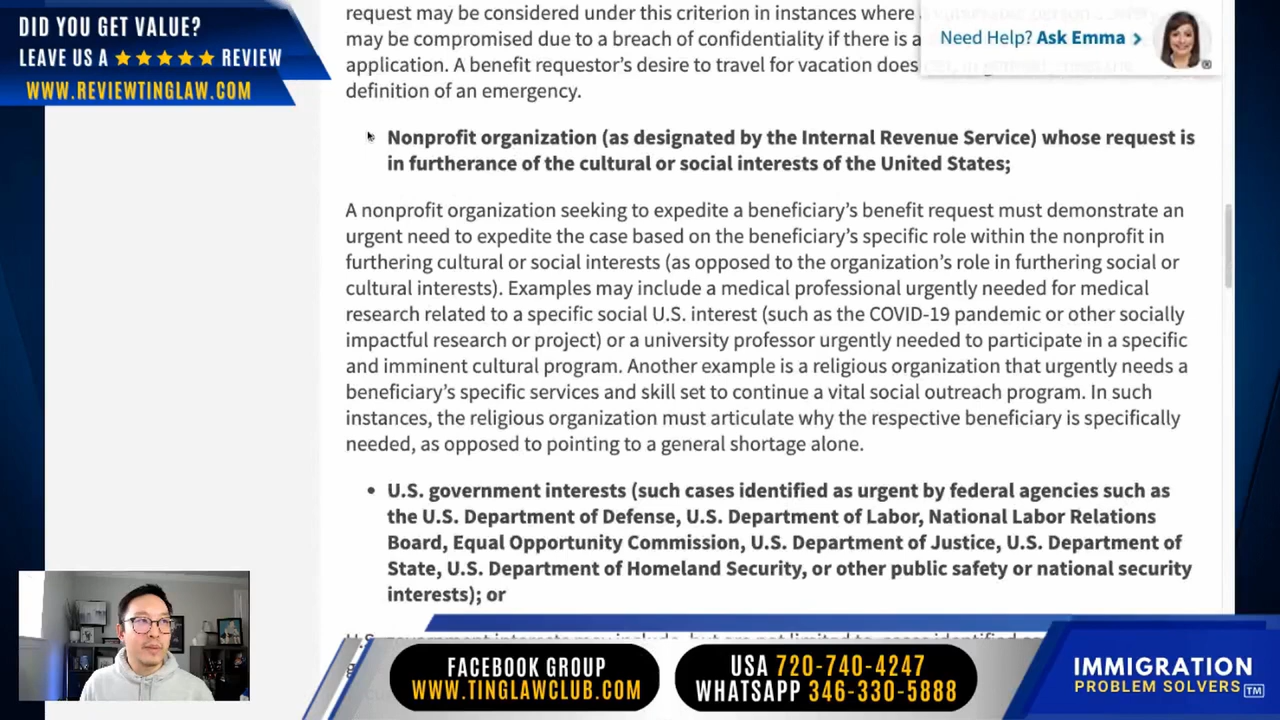 DID YOU GET VALUE?
LEAVE US A ★★★★★ REVIEW
WWW.REVIEWTINGLAW.COM
request may be considered under this criterion in instances where
may be compromised due to a breach of confidentiality if there is a
application. A benefit requestor's desire to travel for vacation does
definition of an emergency.
Need Help? Ask Emma >
Nonprofit organization (as designated by the Internal Revenue Service) whose request is
in furtherance of the cultural or social interests of the United States;
A nonprofit organization seeking to expedite a beneficiary's benefit request must demonstrate an
urgent need to expedite the case based on the beneficiary's specific role within the nonprofit in
furthering cultural or social interests (as opposed to the organization's role in furthering social or
cultural interests). Examples may include a medical professional urgently needed for medical
research related to a specific social U.S. interest (such as the COVID-19 pandemic or other socially
impactful research or project) or a university professor urgently needed to participate in a specific
and imminent cultural program. Another example is a religious organization that urgently needs a
beneficiary's specific services and skill set to continue a vital social outreach program. In such
instances, the religious organization must articulate why the respective beneficiary is specifically
needed, as opposed to pointing to a general shortage alone.
• U.S. government interests (such cases identified as urgent by federal agencies such as
the U.S. Department of Defense, U.S. Department of Labor, National Labor Relations
Board, Equal Opportunity Commission, U.S. Department of Justice, U.S. Department of
State, U.S. Department of Homeland Security, or other public safety or national security
interests); or
FACEBOOK GROUP
WWW.TINGLAWCLUB.COM
USA 720-740-4247
WHATSAPP 346-330-5888
IMMIGRATION
PROBLEM SOLVERS TM